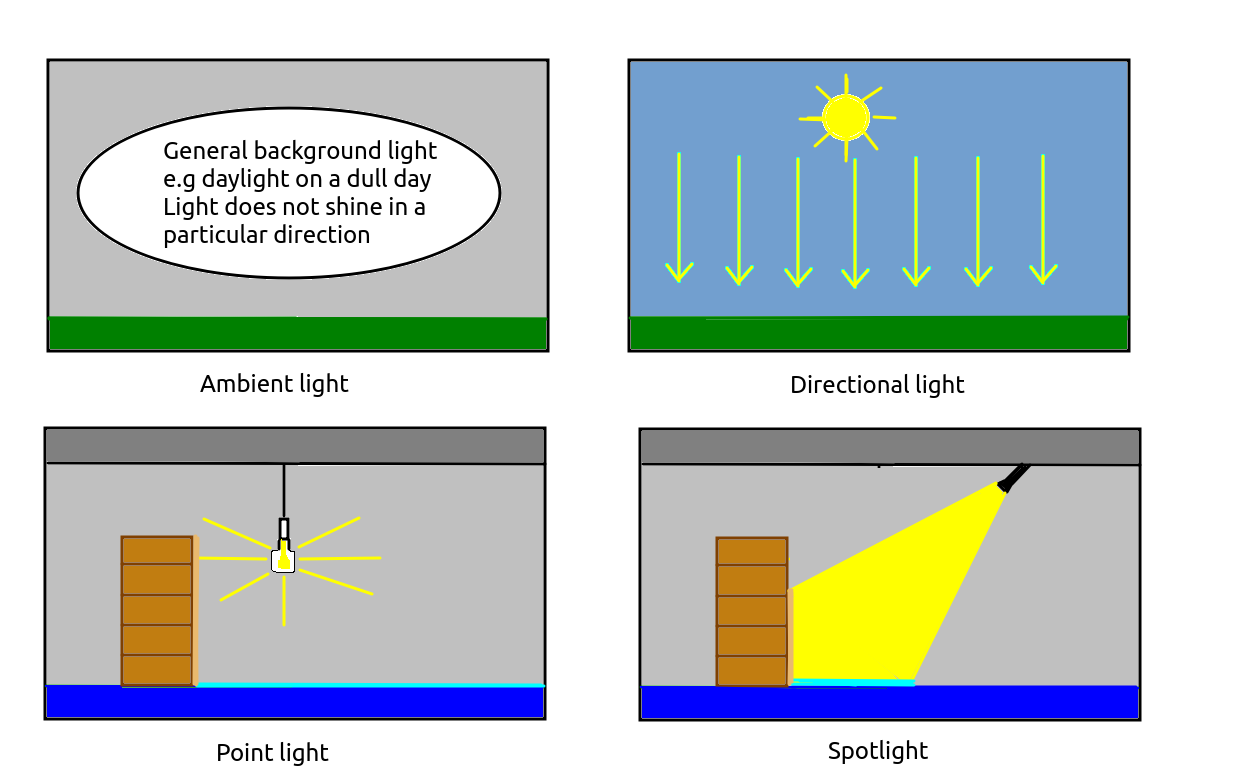 General background light
e.g daylight on a dull day
Light does not shine in a
particular direction
Ambient light
Directional light
Point light
Spotlight